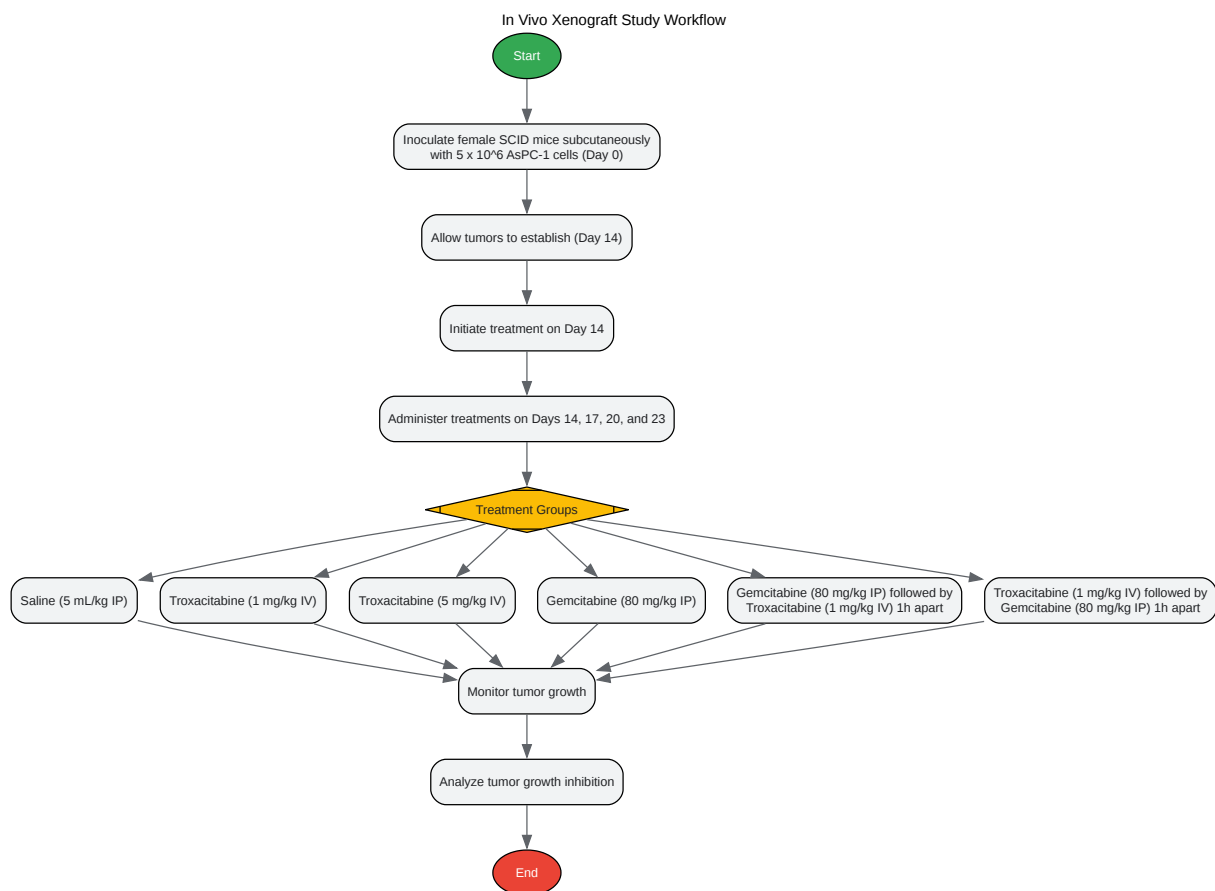 In Vivo Xenograft Study Workflow
Start
Inoculate female SCID mice subcutaneously
with 5 x 10^6 AsPC-1 cells (Day 0)
Allow tumors to establish (Day 14)
Initiate treatment on Day 14
Administer treatments on Days 14, 17, 20, and 23
Treatment Groups
Saline (5 mL/kg IP)
Troxacitabine (1 mg/kg IV)
Troxacitabine (5 mg/kg IV)
Gemcitabine (80 mg/kg IP)
Gemcitabine (80 mg/kg IP) followed by
Troxacitabine (1 mg/kg IV) 1h apart
Troxacitabine (1 mg/kg IV) followed by
Gemcitabine (80 mg/kg IP) 1h apart
Monitor tumor growth
Analyze tumor growth inhibition
End